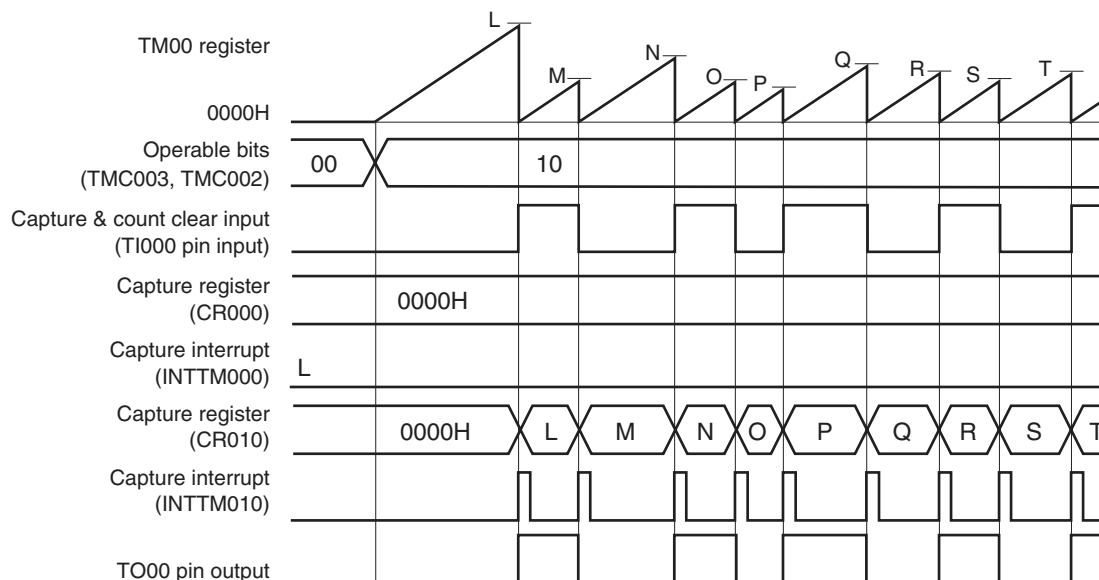 L
TM00 register
N
Q
M
R
S
T
O
P
0000H
Operable bits
(TMC003, TMC002)
00
10
Capture & count clear input
(TI000 pin input)
Capture register
(CR000)
0000H
Capture interrupt
(INTTM000)
L
Capture register
(CR010)
0000H
L
M
N
O
P
Q
R
S
T
Capture interrupt
(INTTM010)
TO00 pin output